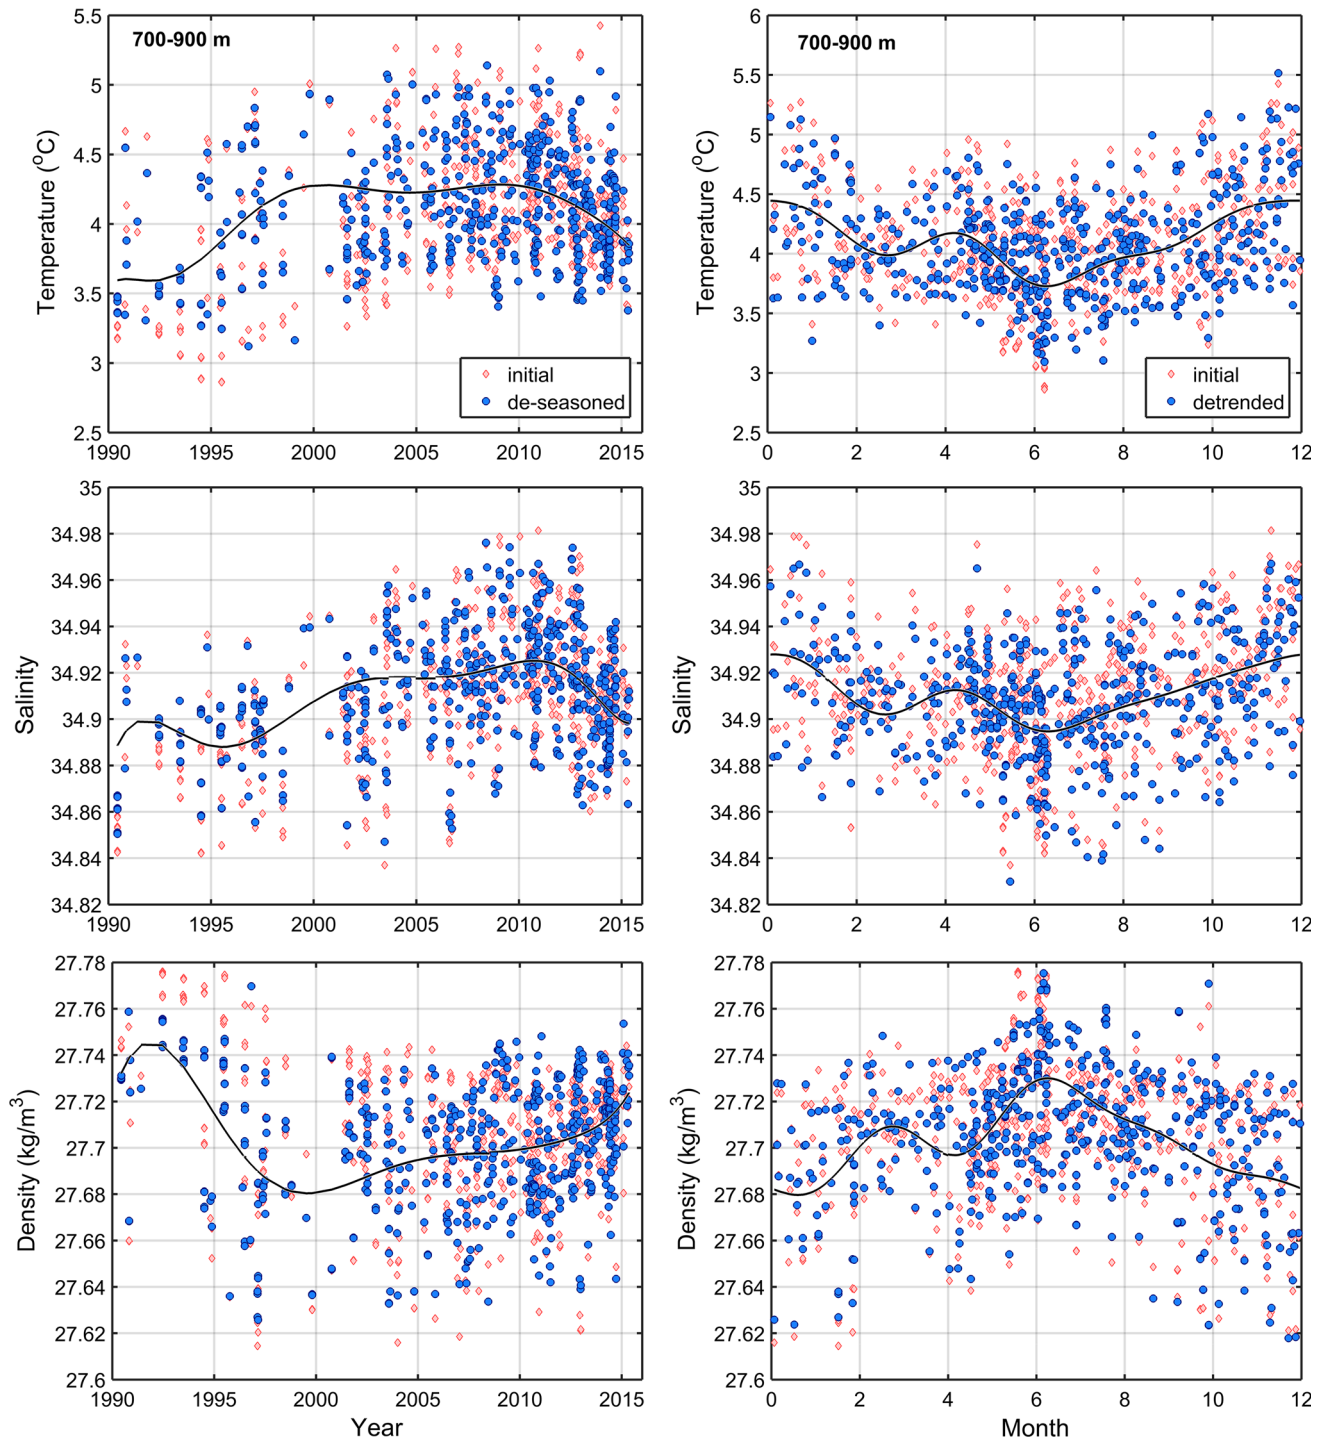 700-900 m
Temperature (°C)
5.5
5
4.5
4
3.5
3
2.5
1990 1995 2000 2005 2010 2015
initial
de-seasoned
700-900 m
Temperature (°C)
6
5.5
5
4.5
4
3.5
3
2.5
0 2 4 6 8 10 12
initial
detrended
Salinity
35
34.98
34.96
34.94
34.92
34.9
34.88
34.86
34.84
34.82
1990 1995 2000 2005 2010 2015
Salinity
35
34.98
34.96
34.94
34.92
34.9
34.88
34.86
34.84
34.82
0 2 4 6 8 10 12
Density (kg/m³)
27.78
27.76
27.74
27.72
27.7
27.68
27.66
27.64
27.62
27.6
1990 1995 2000 2005 2010 2015
Year
Density (kg/m³)
27.78
27.76
27.74
27.72
27.7
27.68
27.66
27.64
27.62
27.6
0 2 4 6 8 10 12
Month